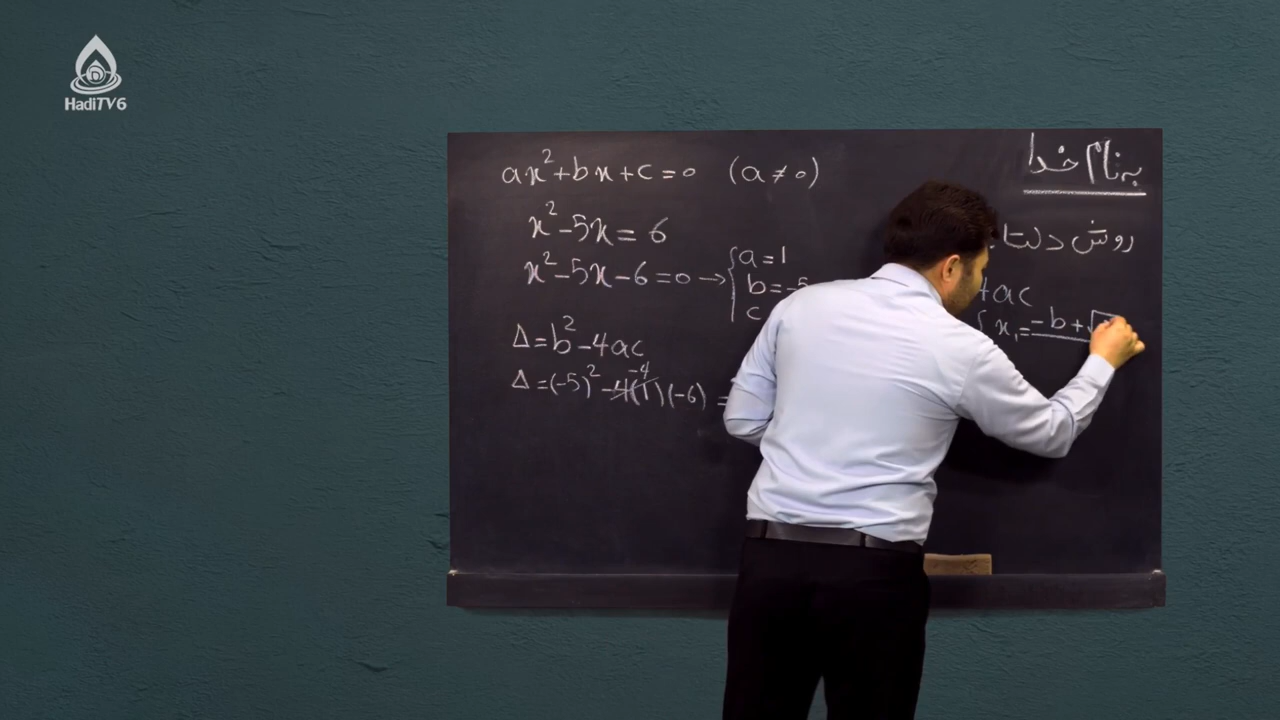 HadiTV6
به نام خدا
روش دلتا
4ac
x₁ = -b + √
ax² + bx + c = 0 (a ≠ 0)
x² - 5x = 6
x² - 5x - 6 = 0 → { a = 1
b = -5
c
Δ = b² - 4ac
-4
Δ = (-5)² - 4(1)(-6) =